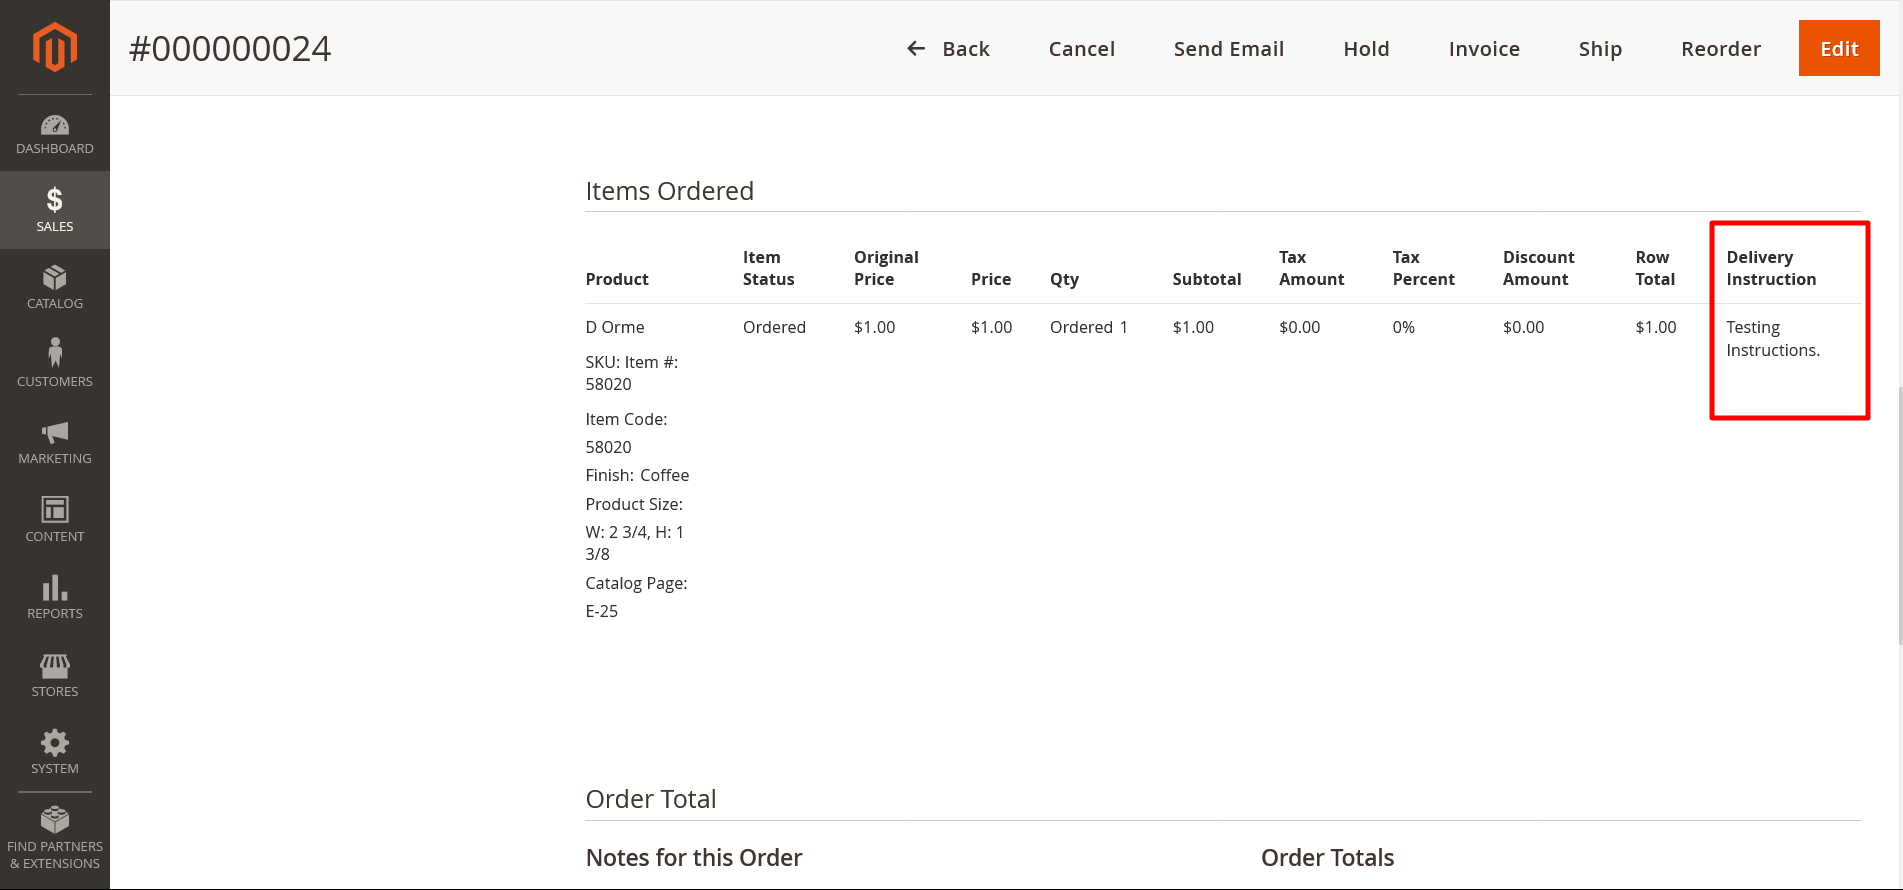 #000000024
Back
Cancel
Send Email
Hold
Invoice
Ship
Reorder
Edit
DASHBOARD
$
SALES
CATALOG
CUSTOMERS
MARKETING
CONTENT
REPORTS
STORES
SYSTEM
FIND PARTNERS
& EXTENSIONS
Items Ordered
Product
Item
Status
Original
Price
Price
Qty
Subtotal
Tax
Amount
Tax
Percent
Discount
Amount
Row
Total
Delivery
Instruction
D Orme
SKU: Item #:
58020
Item Code:
58020
Finish: Coffee
Product Size:
W: 2 3/4, H: 1
3/8
Catalog Page:
E-25
Ordered
$1.00
$1.00
Ordered 1
$1.00
$0.00
0%
$0.00
$1.00
Testing
Instructions.
Order Total
Notes for this Order
Order Totals